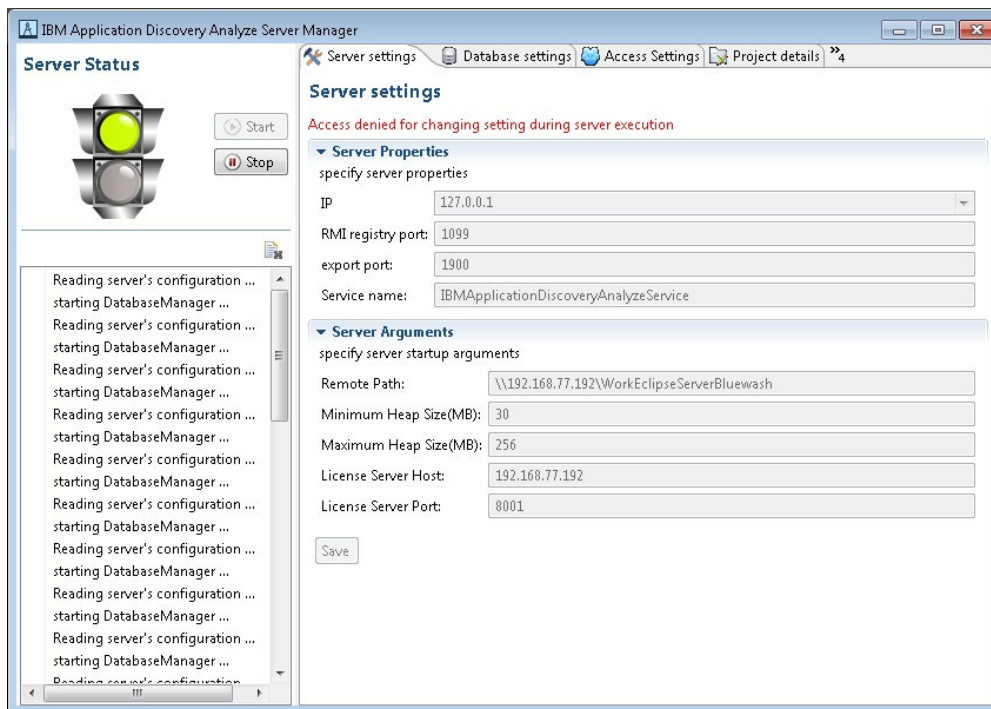 IBM Application Discovery Analyze Server Manager
Server Status
Start
Stop
Reading server's configuration ...
starting DatabaseManager ...
Reading server's configuration ...
starting DatabaseManager ...
Reading server's configuration ...
starting DatabaseManager ...
Reading server's configuration ...
starting DatabaseManager ...
Reading server's configuration ...
starting DatabaseManager ...
Reading server's configuration ...
starting DatabaseManager ...
Reading server's configuration ...
starting DatabaseManager ...
Reading server's configuration ...
starting DatabaseManager ...
Reading server's configuration ...
starting DatabaseManager ...
Reading server's configuration
Server settings Database settings Access Settings Project details »4
Server settings
Access denied for changing setting during server execution
Server Properties
specify server properties
IP 127.0.0.1
RMI registry port: 1099
export port: 1900
Service name: IBMApplicationDiscoveryAnalyzeService
Server Arguments
specify server startup arguments
Remote Path: \\192.168.77.192\WorkEclipseServerBluewash
Minimum Heap Size(MB): 30
Maximum Heap Size(MB): 256
License Server Host: 192.168.77.192
License Server Port: 8001
Save